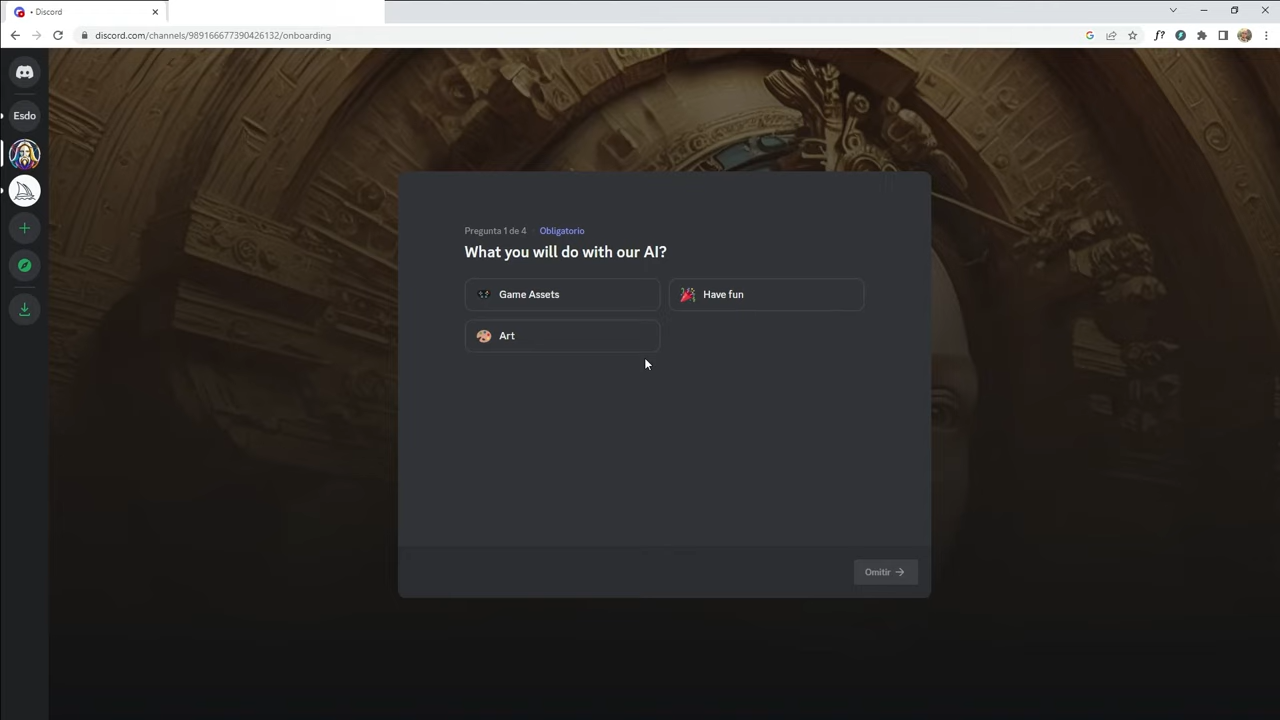 • Discord
discord.com/channels/989166677390426132/onboarding
Esdo
Pregunta 1 de 4 · Obligatorio
What you will do with our AI?
Game Assets
Have fun
Art
Omitir